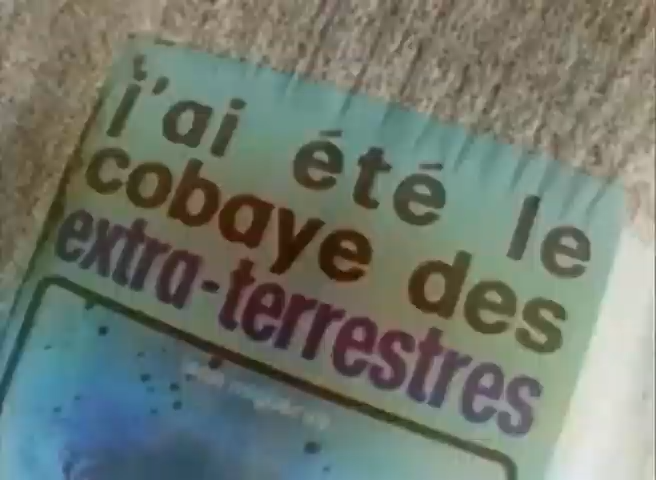 j'ai été le
cobaye des
extra-terrestres